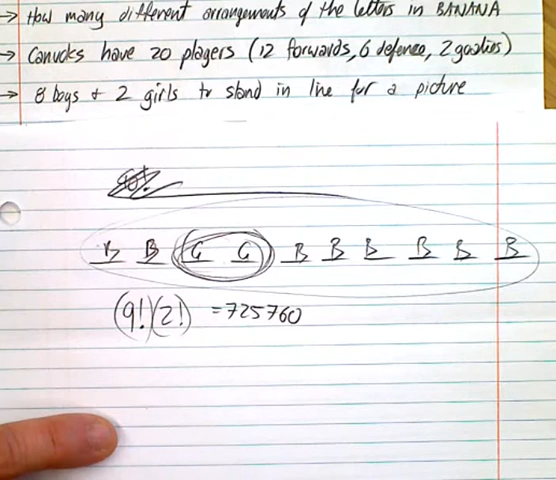 → How many different arrangements of the letters in BANANA
→ Canucks have 20 players (12 forwards, 6 defence, 2 goalies)
→ 8 boys + 2 girls to stand in line for a picture
B B G G B B B B B B
(9!)(2!) = 725760